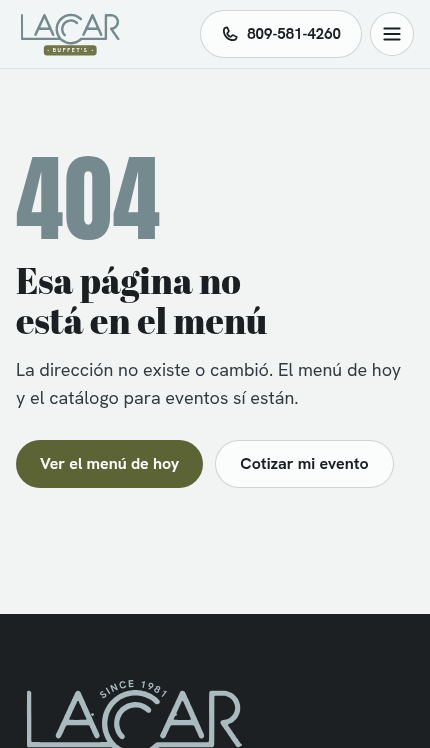 LACAR
· BUFFET'S ·
809-581-4260
404
Esa página no
está en el menú
La dirección no existe o cambió. El menú de hoy
y el catálogo para eventos sí están.
Ver el menú de hoy
Cotizar mi evento
SINCE 1981
LACAR